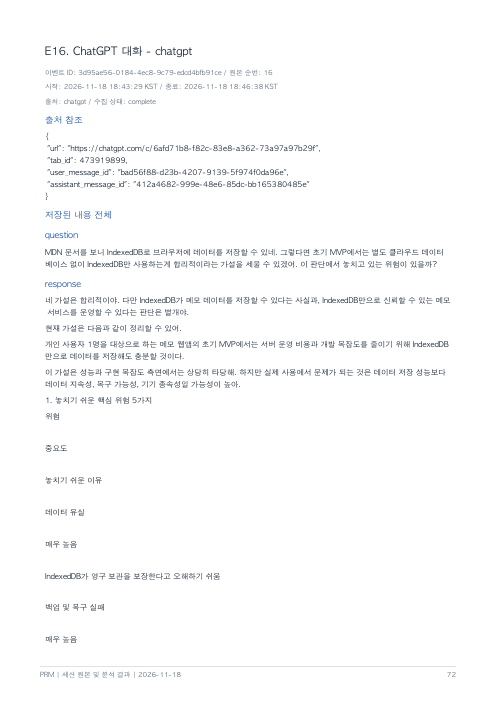 E16. ChatGPT 대화 - chatgpt
이벤트 ID: 3d95ae56-0184-4ec8-9c79-edcd4bfb91ce / 원본 순번: 16
시작: 2026-11-18 18:43:29 KST / 종료: 2026-11-18 18:46:38 KST
출처: chatgpt / 수집 상태: complete
출처 참조
{
"url": "https://chatgpt.com/c/6afd71b8-f82c-83e8-a362-73a97a97b29f",
"tab_id": 473919899,
"user_message_id": "bad56f88-d23b-4207-9139-5f974f0da96e",
"assistant_message_id": "412a4682-999e-48e6-85dc-bb165380485e"
}
저장된 내용 전체
question
MDN 문서를 보니 IndexedDB로 브라우저에 데이터를 저장할 수 있네. 그렇다면 초기 MVP에서는 별도 클라우드 데이터
베이스 없이 IndexedDB만 사용하는게 합리적이라는 가설을 세울 수 있겠어. 이 판단에서 놓치고 있는 위험이 있을까?
response
네 가설은 합리적이야. 다만 IndexedDB가 메모 데이터를 저장할 수 있다는 사실과, IndexedDB만으로 신뢰할 수 있는 메모
서비스를 운영할 수 있다는 판단은 별개야.
현재 가설은 다음과 같이 정리할 수 있어.
개인 사용자 1명을 대상으로 하는 메모 웹앱의 초기 MVP에서는 서버 운영 비용과 개발 복잡도를 줄이기 위해 IndexedDB
만으로 데이터를 저장해도 충분할 것이다.
이 가설은 성능과 구현 복잡도 측면에서는 상당히 타당해. 하지만 실제 사용에서 문제가 되는 것은 데이터 저장 성능보다
데이터 지속성, 복구 가능성, 기기 종속성일 가능성이 높아.
1. 놓치기 쉬운 핵심 위험 5가지
위험
중요도
놓치기 쉬운 이유
데이터 유실
매우 높음
IndexedDB가 영구 보관을 보장한다고 오해하기 쉬움
백업 및 복구 실패
매우 높음
PRM | 세션 원본 및 분석 결과 | 2026-11-18
72